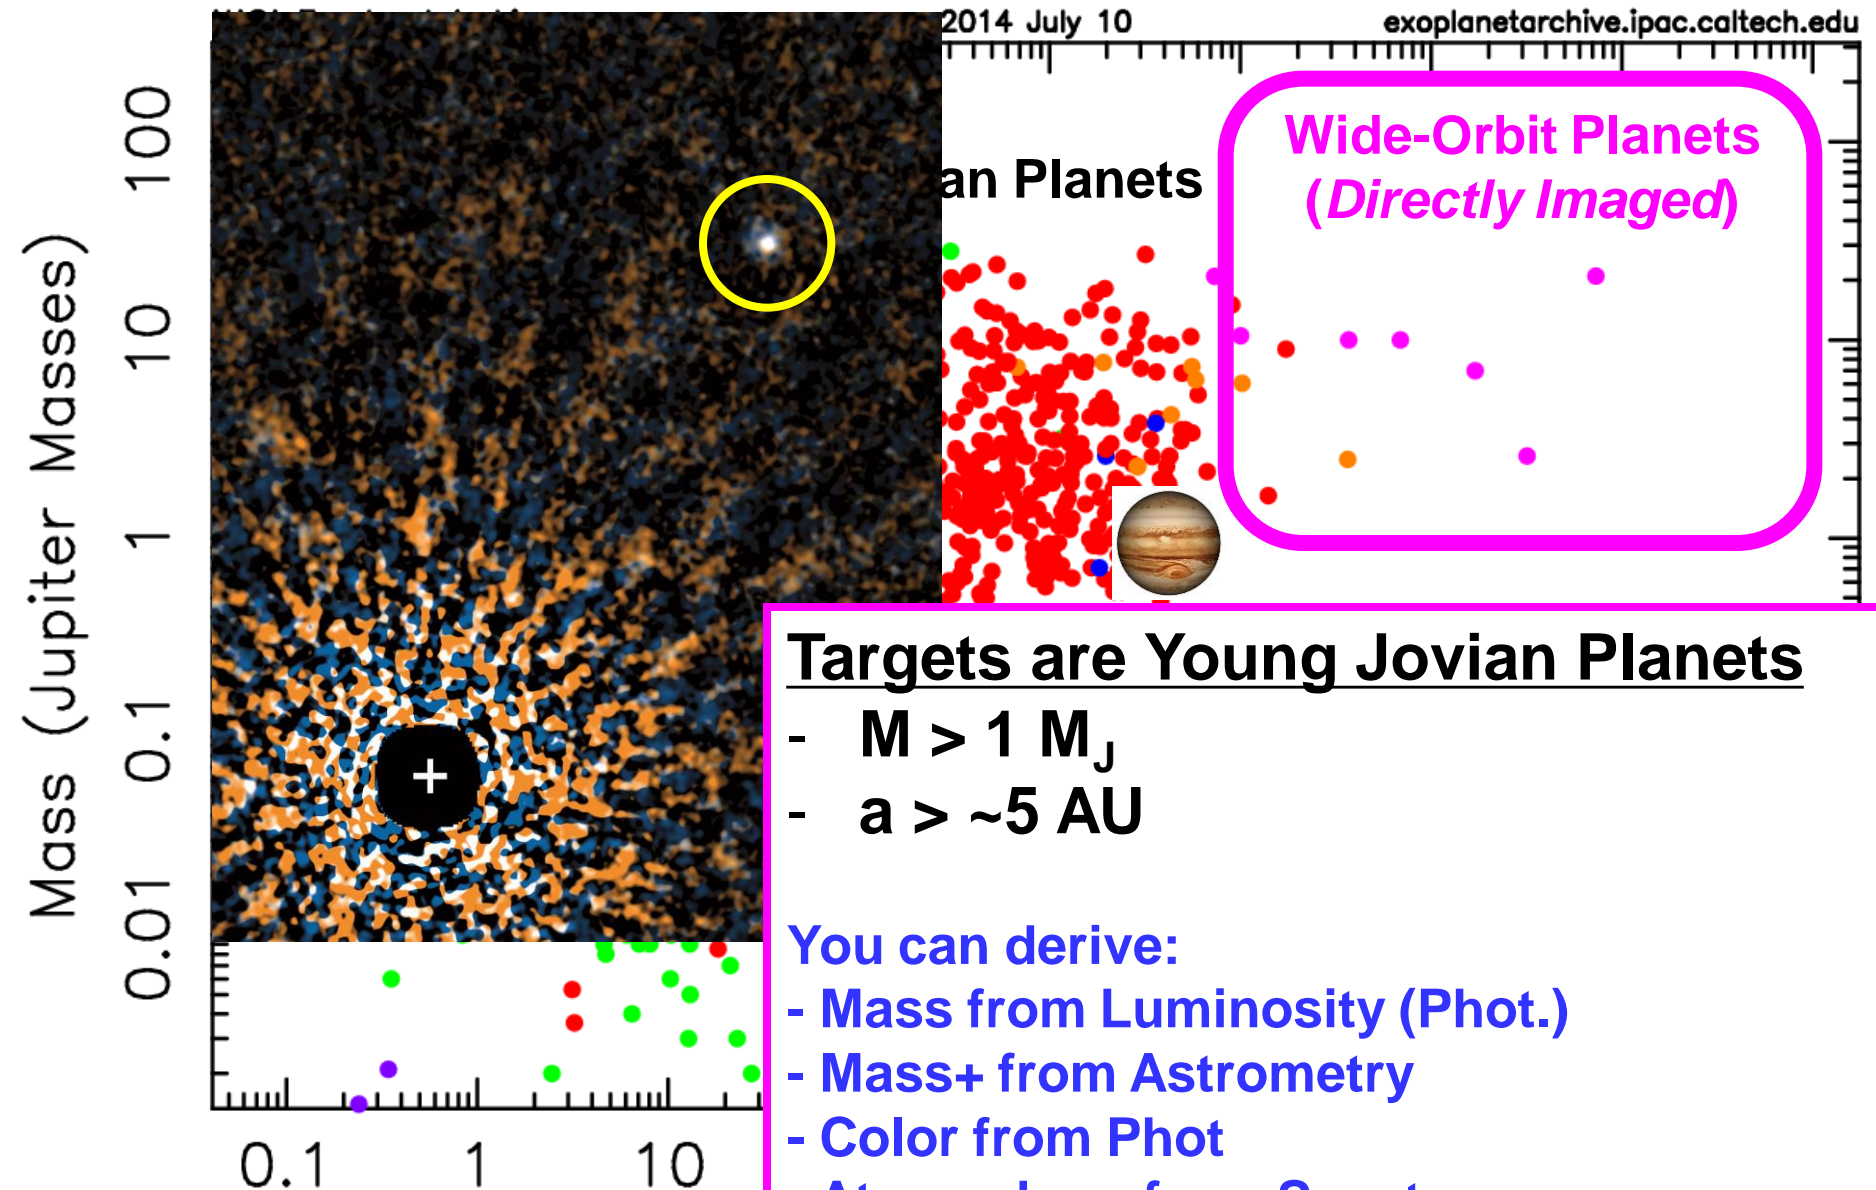 2014 July 10
exoplanetarchive.ipac.caltech.edu
Mass (Jupiter Masses)
100
10
1
0.1
0.01
an Planets
Wide-Orbit Planets
(Directly Imaged)
Targets are Young Jovian Planets
- M > 1 MJ
- a > ~5 AU
You can derive:
- Mass from Luminosity (Phot.)
- Mass+ from Astrometry
- Color from Phot
0.1
1
10